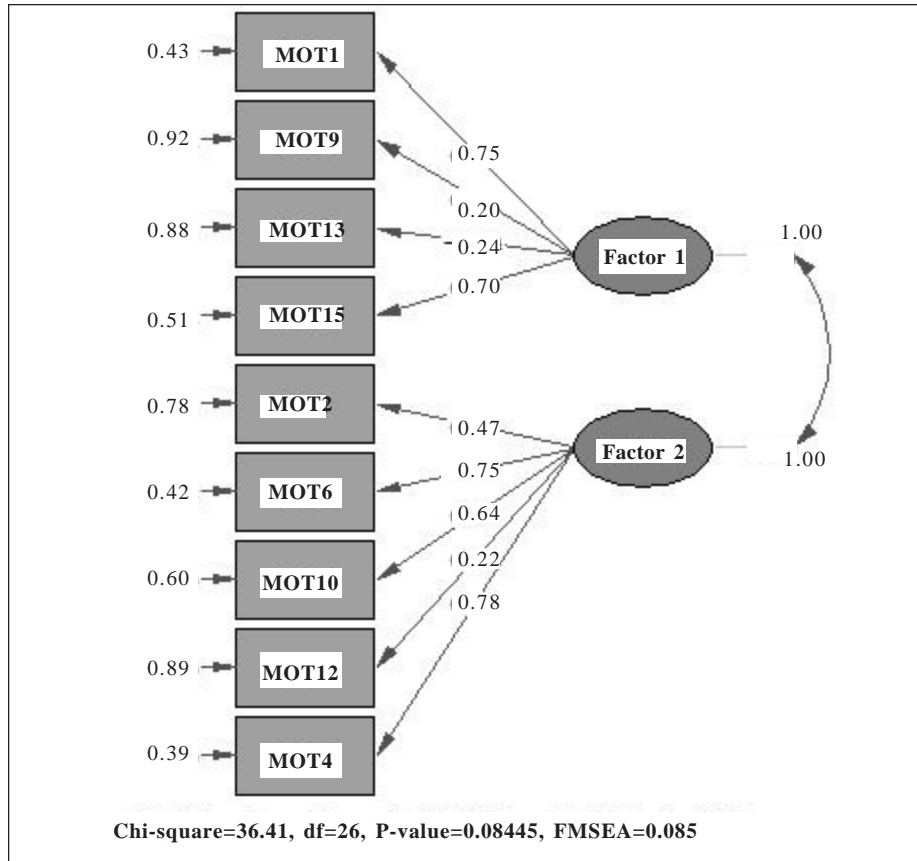 0.43 MOT1
0.75
0.92 MOT9
0.20
0.88 MOT13
0.24
1.00
Factor 1
0.70
0.51 MOT15
0.78 MOT2
0.47
Factor 2
1.00
0.75
0.42 MOT6
0.64
0.22
0.60 MOT10
0.78
0.89 MOT12
0.39 MOT4
Chi-square=36.41, df=26, P-value=0.08445, FMSEA=0.085